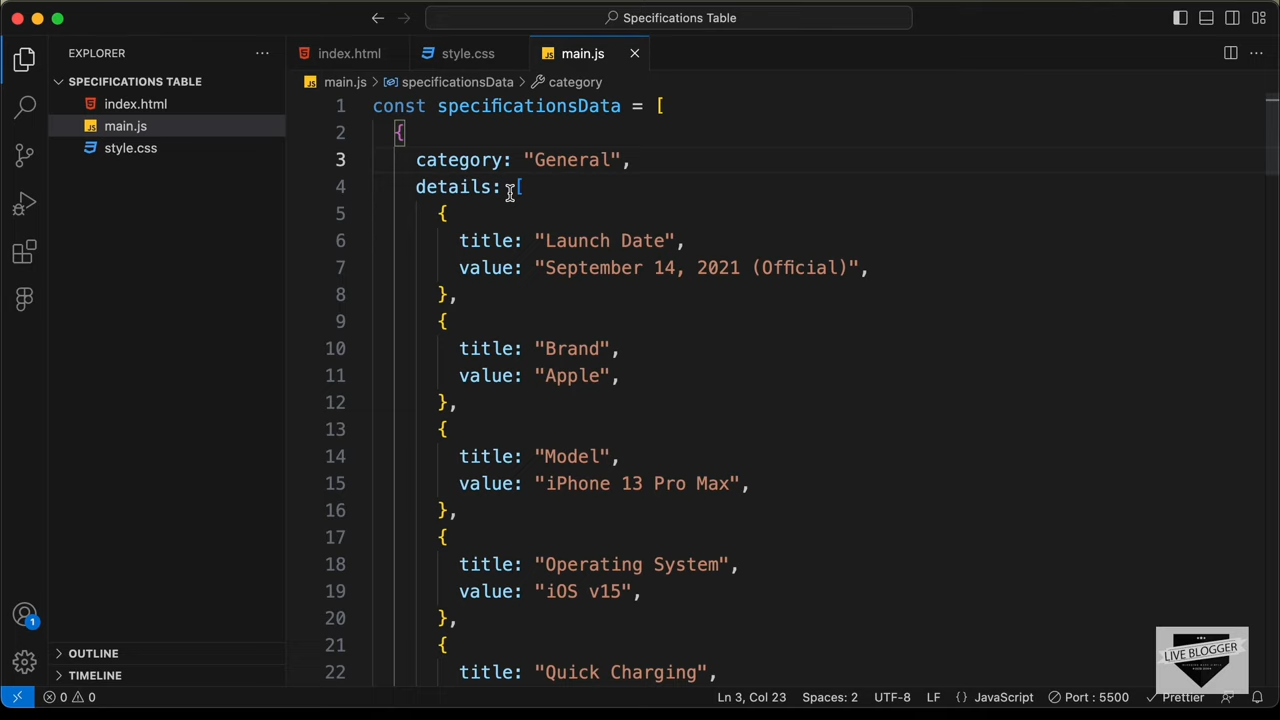 Specifications Table
EXPLORER
index.html
style.css
main.js
SPECIFICATIONS TABLE
main.js > specificationsData > category
index.html
main.js
style.css
1 const specificationsData = [
2 {
3 category: "General",
4 details: [
5 {
6 title: "Launch Date",
7 value: "September 14, 2021 (Official)",
8 },
9 {
10 title: "Brand",
11 value: "Apple",
12 },
13 {
14 title: "Model",
15 value: "iPhone 13 Pro Max",
16 },
17 {
18 title: "Operating System",
19 value: "iOS v15",
20 },
21 {
22 title: "Quick Charging",
1
OUTLINE
TIMELINE
LIVE BLOGGER
0 0
Ln 3, Col 23 Spaces: 2 UTF-8 LF {} JavaScript Port : 5500 Prettier